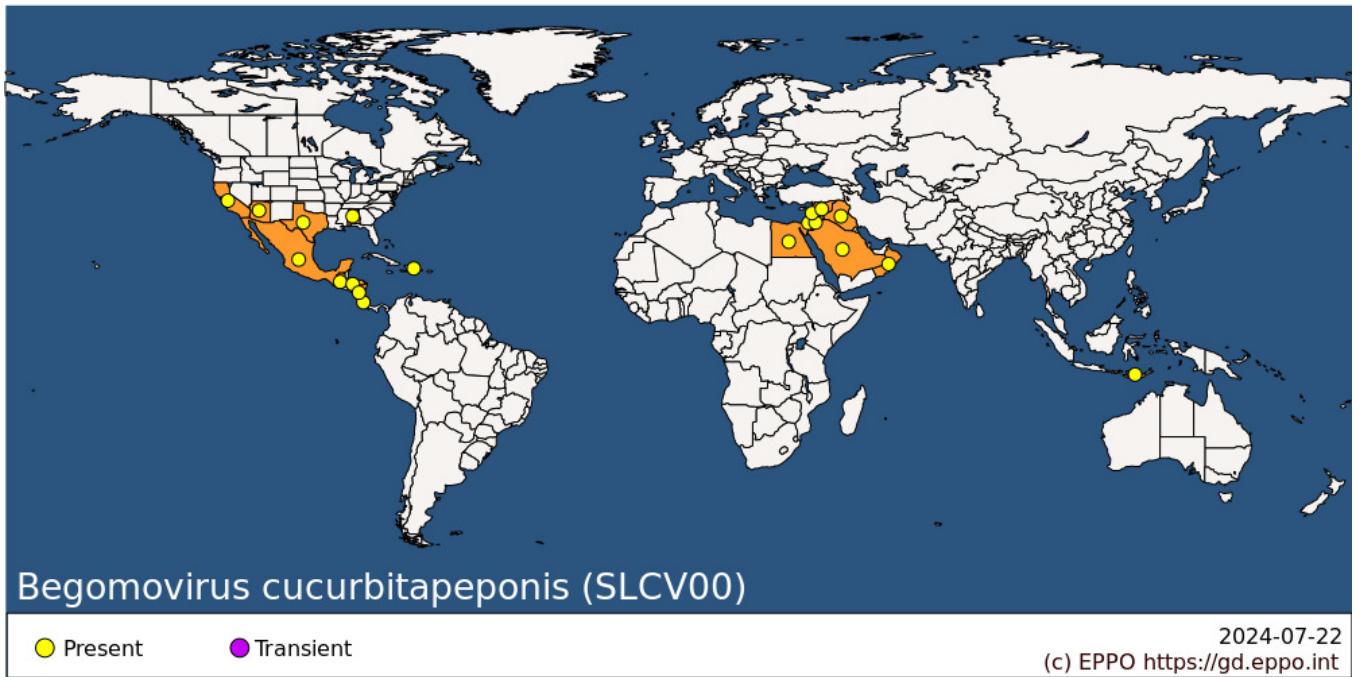 Begomovirus cucurbitapeponis (SLCV00)
Present
Transient
2024-07-22
(c) EPPO https://gd.eppo.int